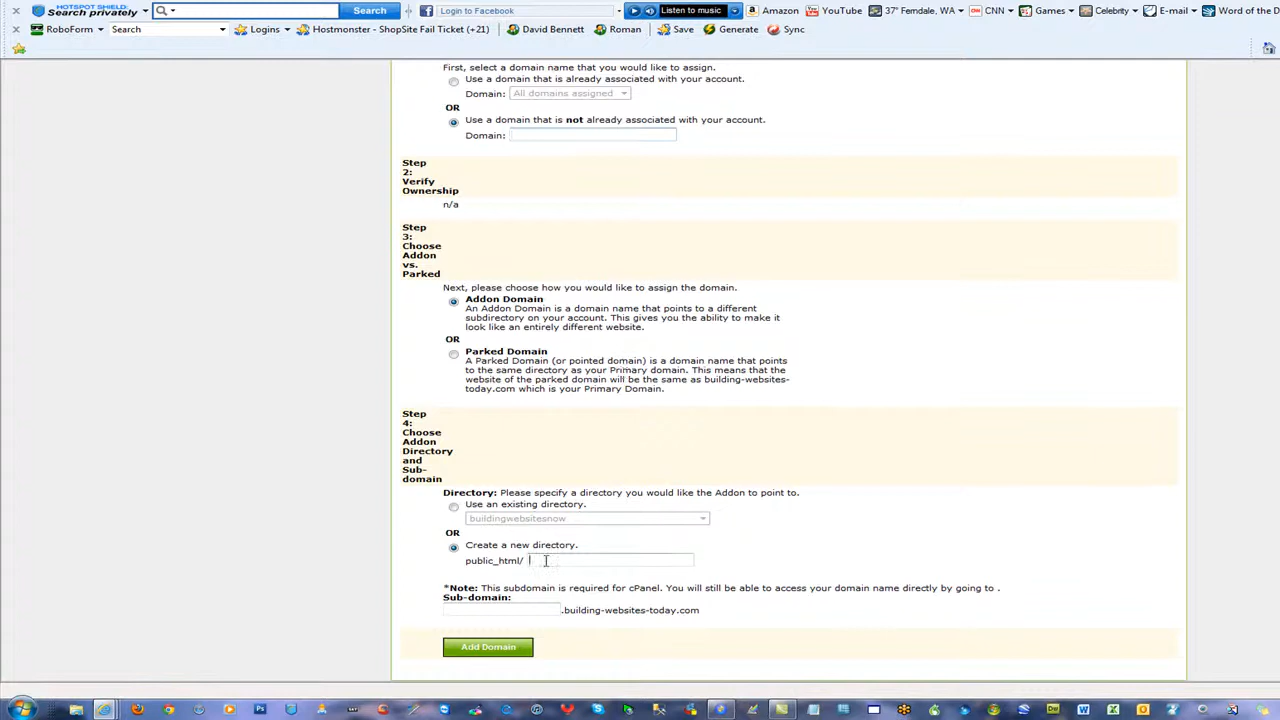 HOTSPOT SHIELD:
Search privately
Search
Login to Facebook
Listen to music
Amazon
YouTube
37° Ferndale, WA
CNN
Games
Celebri
E-mail
Word of the D
RoboForm
Search
Logins
Hostmonster - ShopSite Fail Ticket (+21)
David Bennett
Roman
Save
Generate
Sync
First, select a domain name that you would like to assign.
Use a domain that is already associated with your account.
Domain: All domains assigned
OR
Use a domain that is not already associated with your account.
Domain:
Step
2:
Verify
Ownership
n/a
Step
3:
Choose
Addon
vs.
Parked
Next, please choose how you would like to assign the domain.
Addon Domain
An Addon Domain is a domain name that points to a different
subdirectory on your account. This gives you the ability to make it
look like an entirely different website.
OR
Parked Domain
A Parked Domain (or pointed domain) is a domain name that points
to the same directory as your Primary domain. This means that the
website of the parked domain will be the same as building-websites-
today.com which is your Primary Domain.
Step
4:
Choose
Addon
Directory
and
Sub-
domain
Directory: Please specify a directory you would like the Addon to point to.
Use an existing directory.
buildingwebsitesnow
OR
Create a new directory.
public_html/
*Note: This subdomain is required for cPanel. You will still be able to access your domain name directly by going to .
Sub-domain:
.building-websites-today.com
Add Domain